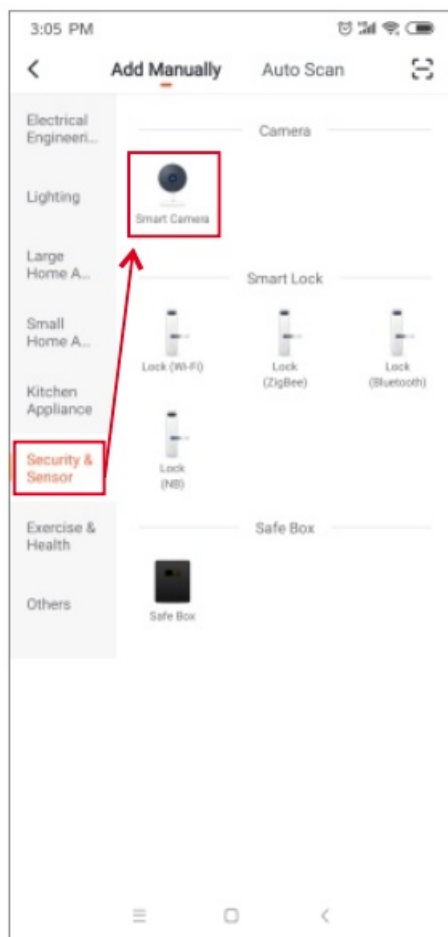 3:05 PM
Add Manually
Auto Scan
Electrical
Engineeri...
Lighting
Large
Home A...
Small
Home A...
Kitchen
Appliance
Security &
Sensor
Exercise &
Health
Others
Camera
Smart Camera
Smart Lock
Lock (Wi-Fi)
Lock
(ZigBee)
Lock
(Bluetooth)
Lock
(NB)
Safe Box
Safe Box